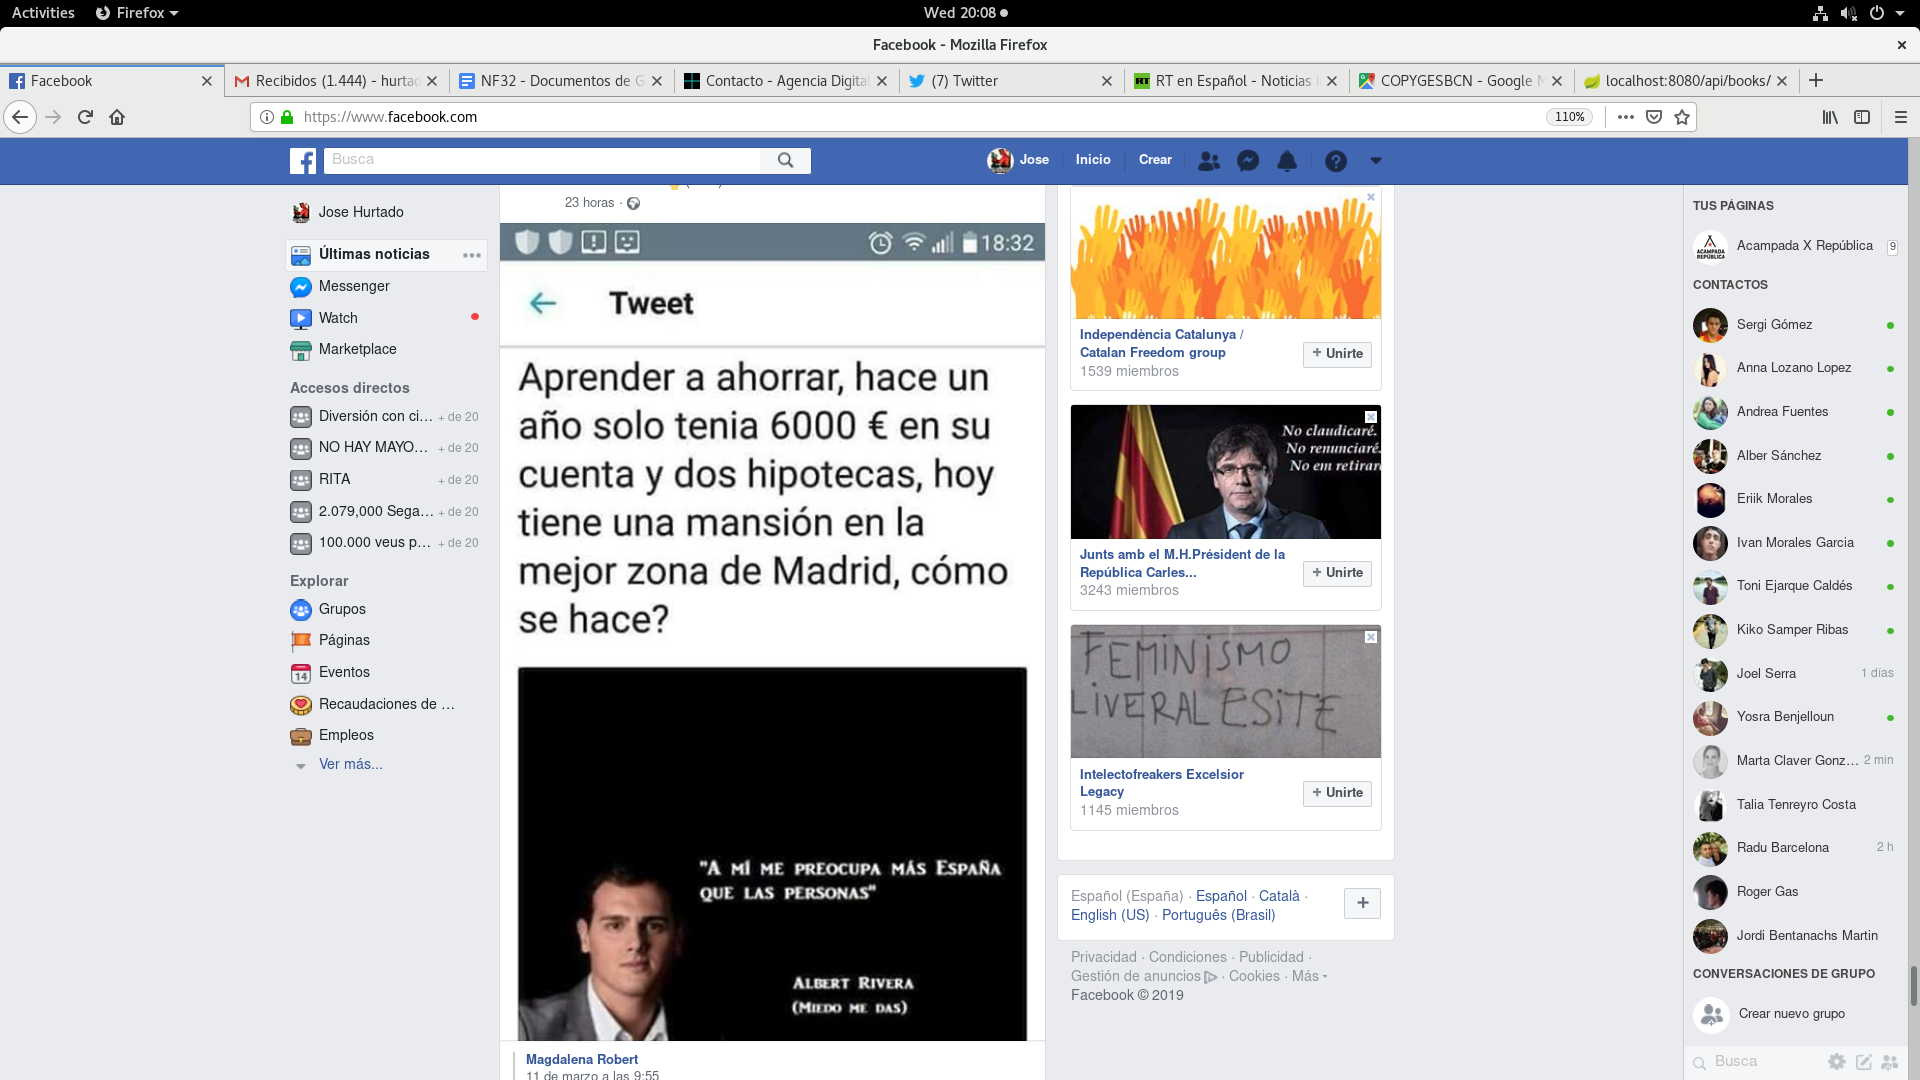 Activities
Firefox
Wed 20:08
Facebook - Mozilla Firefox
Facebook
Recibidos (1.444) - hurtad
NF32 - Documentos de G
Contacto - Agencia Digital
(7) Twitter
RT en Español - Noticias
COPYGESBCN - Google M
localhost:8080/api/books/
https://www.facebook.com
110%
Busca
Jose
Inicio
Crear
Jose Hurtado
Últimas noticias
Messenger
Watch
Marketplace
Accesos directos
Diversión con ci... + de 20
NO HAY MAYO... + de 20
RITA + de 20
2.079,000 Sega... + de 20
100.000 veus p... + de 20
Explorar
Grupos
Páginas
14
Eventos
Recaudaciones de ...
Empleos
Ver más...
23 horas ·
18:32
Tweet
Aprender a ahorrar, hace un
año solo tenia 6000 € en su
cuenta y dos hipotecas, hoy
tiene una mansión en la
mejor zona de Madrid, cómo
se hace?
"A MÍ ME PREOCUPA MÁS ESPAÑA
QUE LAS PERSONAS"
ALBERT RIVERA
(MIEDO ME DAS)
Magdalena Robert
11 de marzo a las 9:55
Independència Catalunya /
Catalan Freedom group
1539 miembros
+ Unirte
No claudicaré.
No renunciaré.
No em retirar
Junts amb el M.H.Président de la
República Carles...
3243 miembros
+ Unirte
FEMINISMO
LIVERAL ESITE
Intelectofreakers Excelsior
Legacy
1145 miembros
+ Unirte
Español (España) · Español · Català ·
English (US) · Português (Brasil)
Privacidad · Condiciones · Publicidad ·
Gestión de anuncios · Cookies · Más
Facebook © 2019
TUS PÁGINAS
ACAMPADA
REPÚBLICA
Acampada X República 9
CONTACTOS
Sergi Gómez
Anna Lozano Lopez
Andrea Fuentes
Alber Sánchez
Eriik Morales
Ivan Morales Garcia
Toni Ejarque Caldés
Kiko Samper Ribas
Joel Serra 1 días
Yosra Benjelloun
Marta Claver Gonz... 2 min
Talia Tenreyro Costa
Radu Barcelona 2 h
Roger Gas
Jordi Bentanachs Martin
CONVERSACIONES DE GRUPO
Crear nuevo grupo
Busca